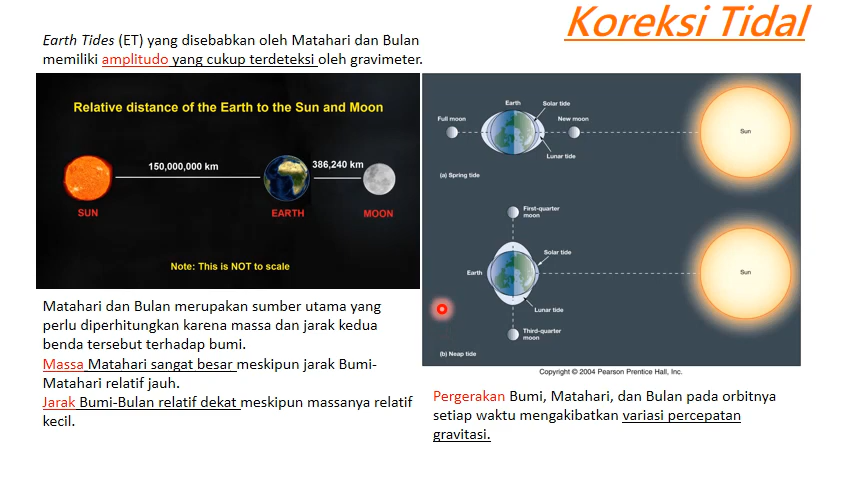 Koreksi Tidal
Earth Tides (ET) yang disebabkan oleh Matahari dan Bulan
memiliki amplitudo yang cukup terdeteksi oleh gravimeter.
Relative distance of the Earth to the Sun and Moon
150,000,000 km
386,240 km
SUN
EARTH
MOON
Note: This is NOT to scale
Earth
Solar tide
Full moon
New moon
Sun
Lunar tide
(a) Spring tide
First-quarter
moon
Solar tide
Earth
Sun
Lunar tide
Third-quarter
moon
(b) Neap tide
Copyright © 2004 Pearson Prentice Hall, Inc.
Matahari dan Bulan merupakan sumber utama yang
perlu diperhitungkan karena massa dan jarak kedua
benda tersebut terhadap bumi.
Massa Matahari sangat besar meskipun jarak Bumi-
Matahari relatif jauh.
Jarak Bumi-Bulan relatif dekat meskipun massanya relatif
kecil.
Pergerakan Bumi, Matahari, dan Bulan pada orbitnya
setiap waktu mengakibatkan variasi percepatan
gravitasi.